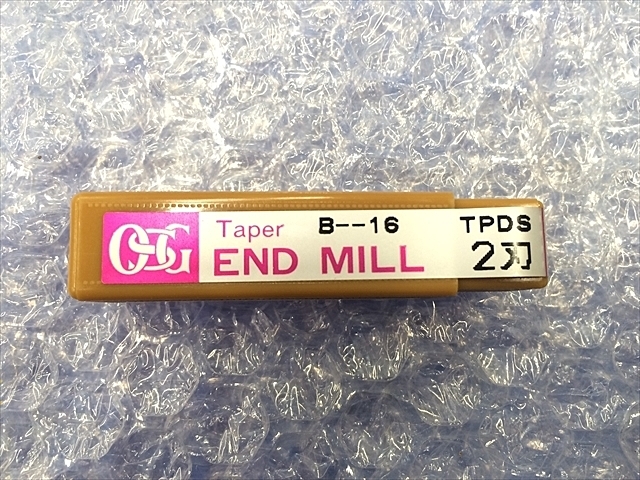 OSG
Taper B--16 TPDS
END MILL 2刃